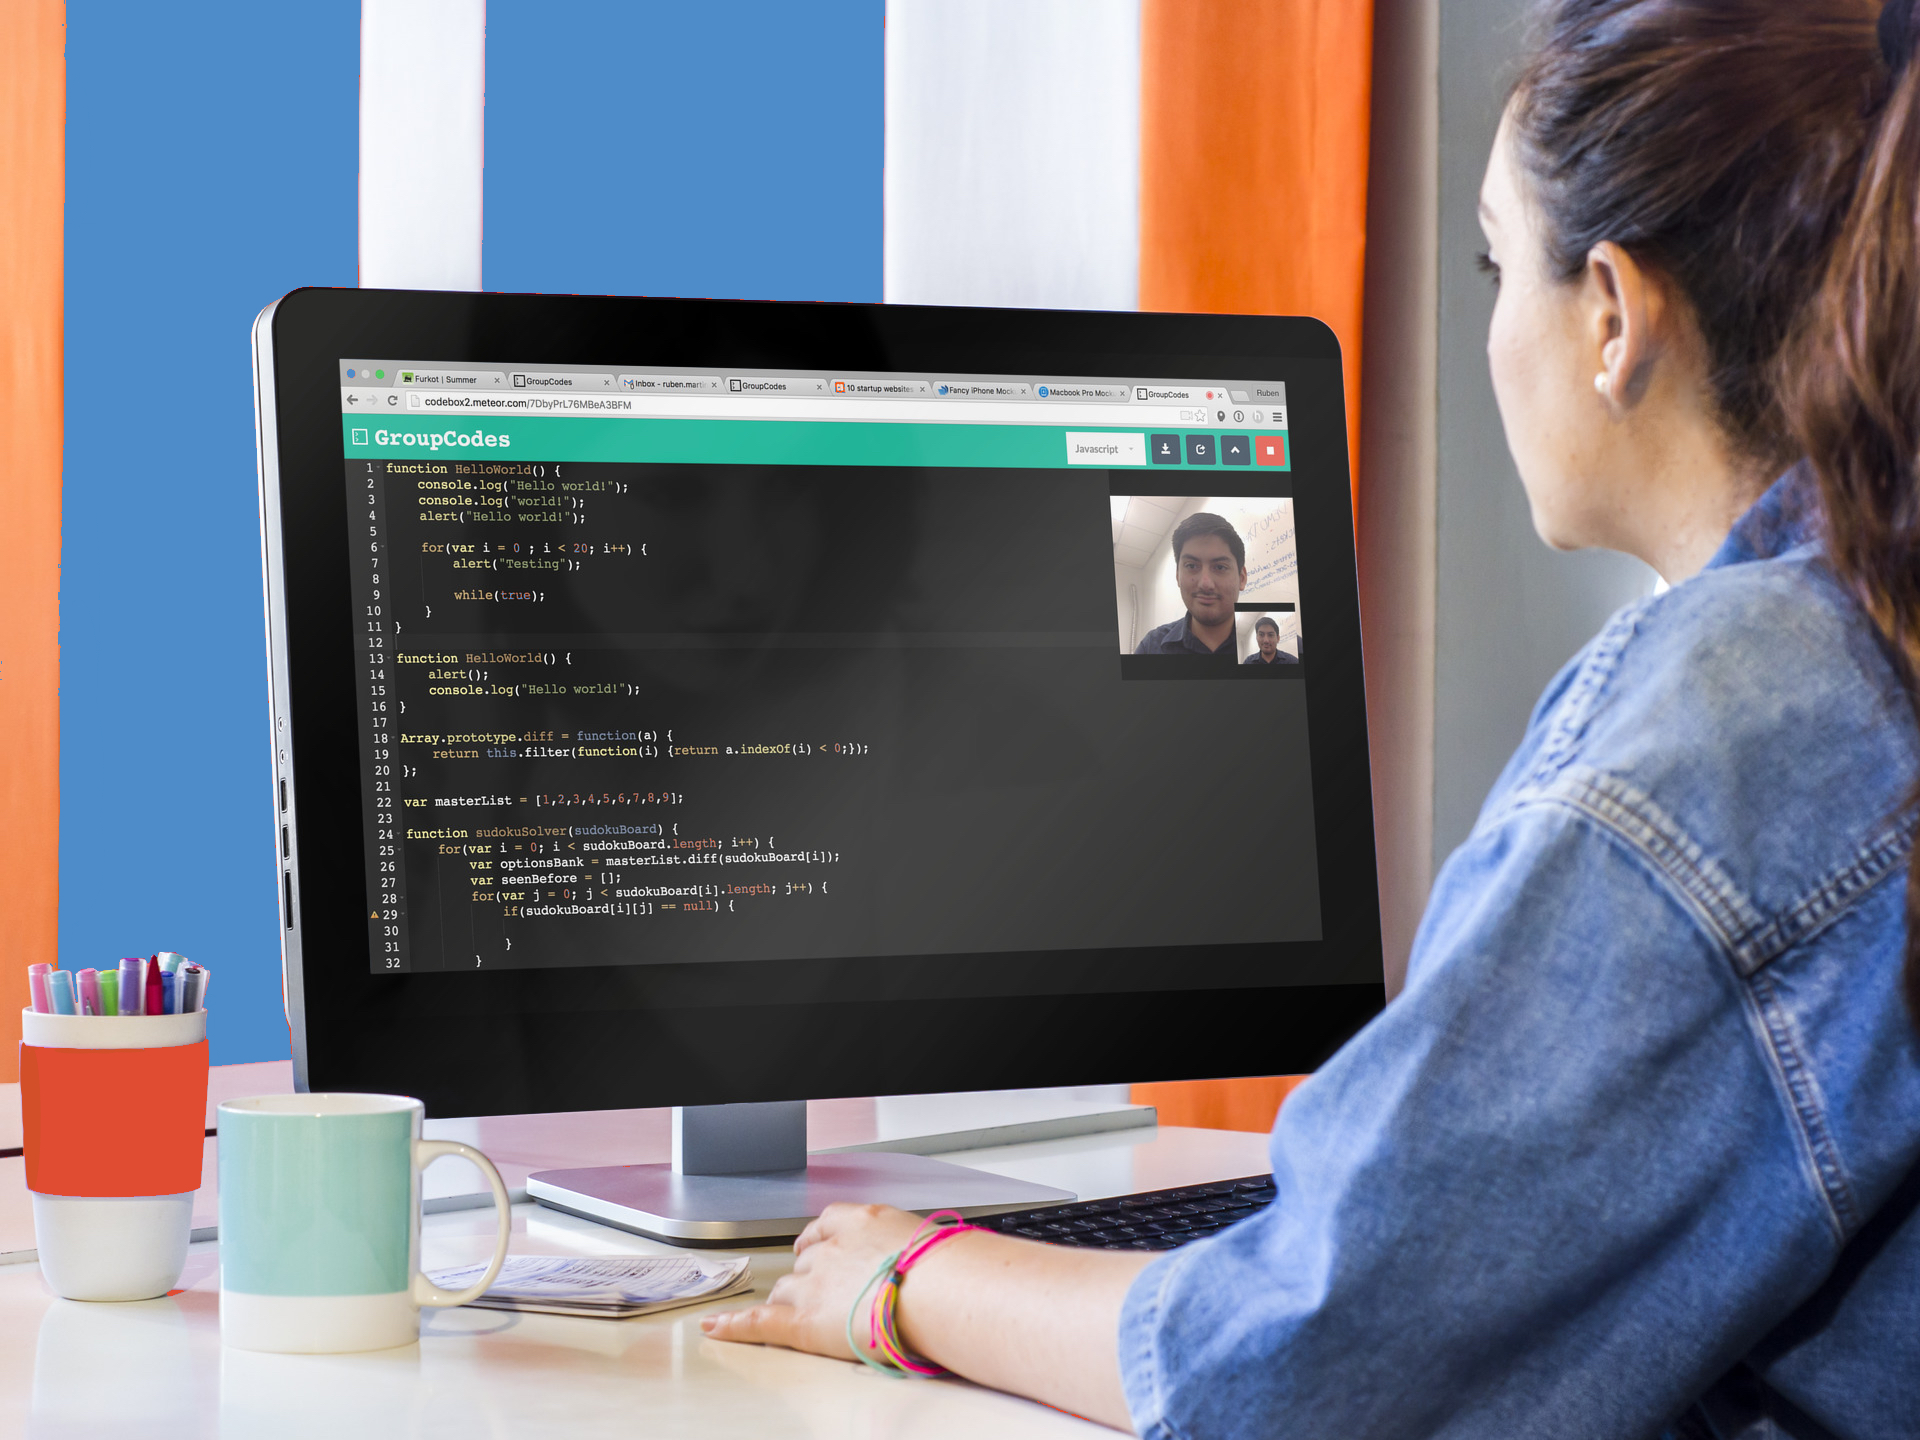 Furkot | Summer
GroupCodes
Inbox - ruben.marti
GroupCodes
10 startup websites
Fancy iPhone Mock
Macbook Pro Mock
GroupCodes
Ruben
codebox2.meteor.com/7DbyPrL76MBeA3BFM
GroupCodes
Javascript
1 function HelloWorld() {
2 console.log("Hello world!");
3 console.log("world!");
4 alert("Hello world!");
5
6 for(var i = 0 ; i < 20; i++) {
7 alert("Testing");
8
9 while(true);
10 }
11 }
12
13 function HelloWorld() {
14 alert();
15 console.log("Hello world!");
16 }
17
18 Array.prototype.diff = function(a) {
19 return this.filter(function(i) {return a.indexOf(i) < 0;});
20 };
21
22 var masterList = [1,2,3,4,5,6,7,8,9];
23
24 function sudokuSolver(sudokuBoard) {
25 for(var i = 0; i < sudokuBoard.length; i++) {
26 var optionsBank = masterList.diff(sudokuBoard[i]);
27 var seenBefore = [];
28 for(var j = 0; j < sudokuBoard[i].length; j++) {
29 if(sudokuBoard[i][j] == null) {
30
31 }
32 }